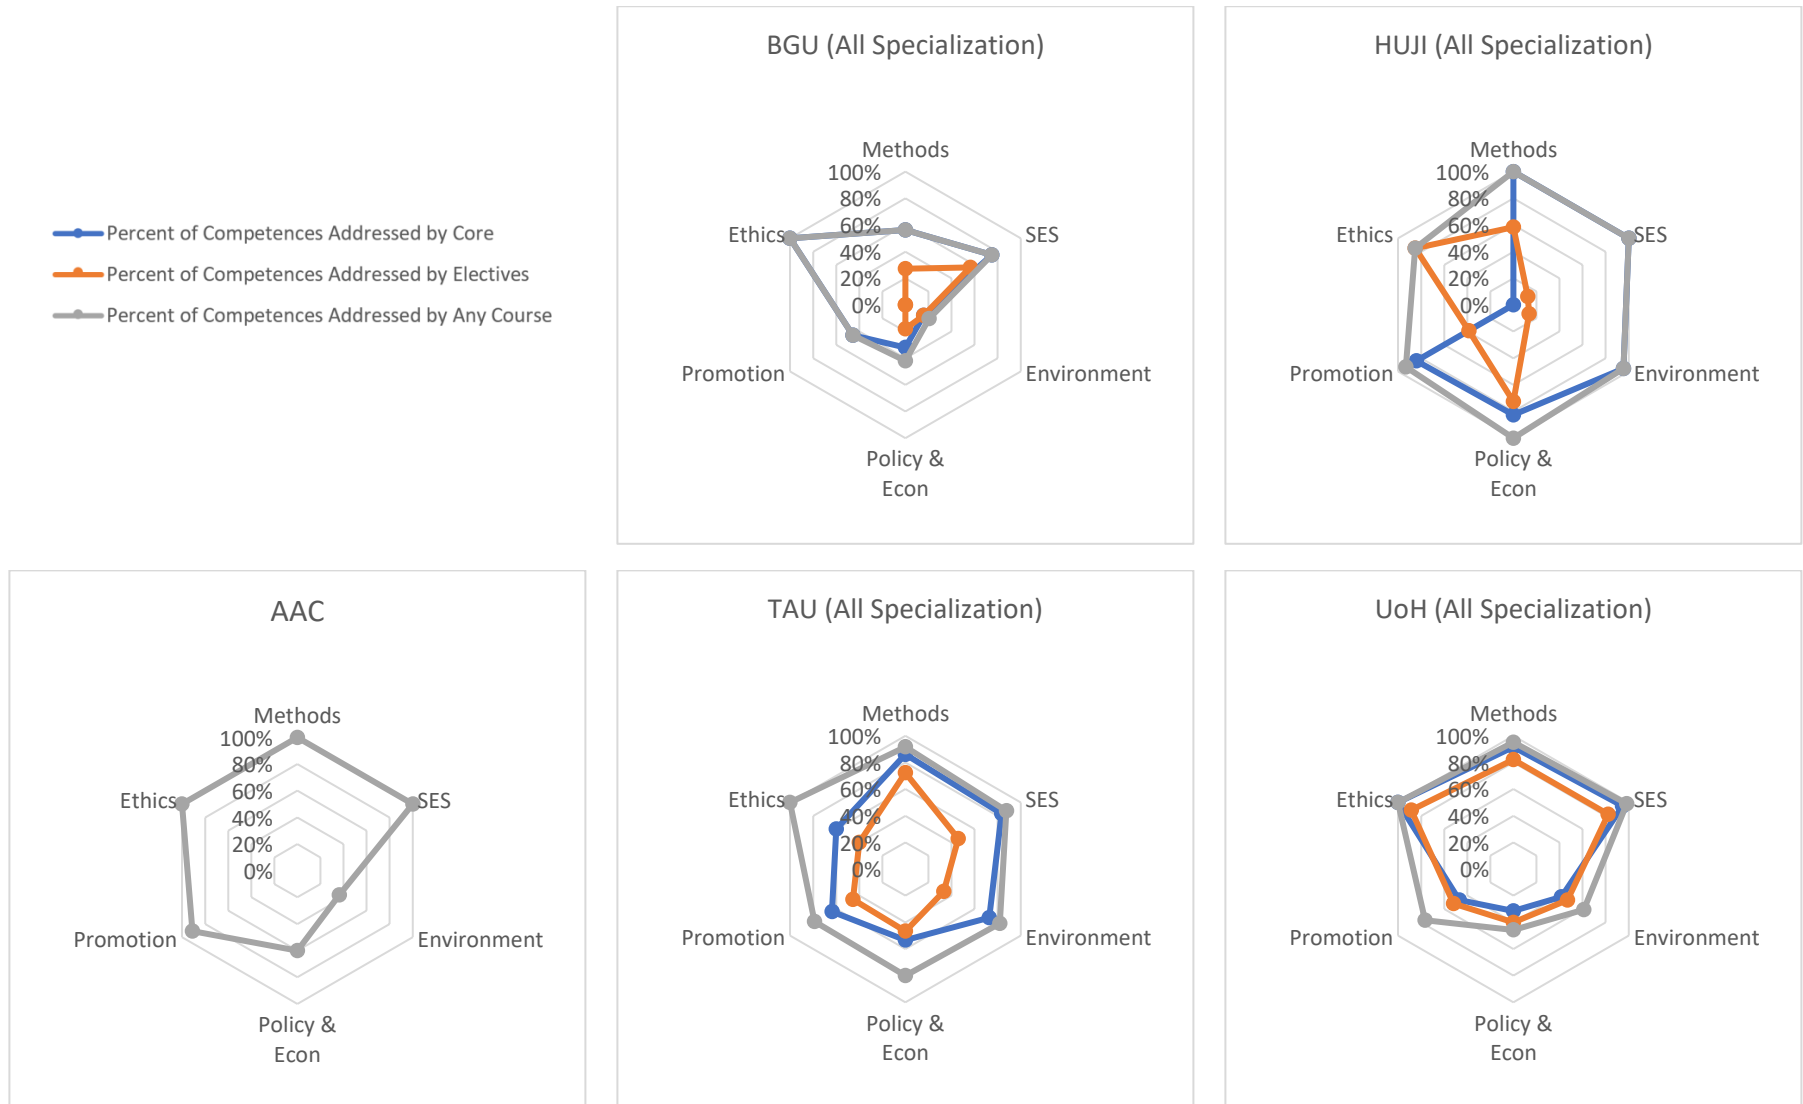 Percent of Competences Addressed by Core
Percent of Competences Addressed by Electives
Percent of Competences Addressed by Any Course
BGU (All Specialization)
Methods
100%
80%
60%
40%
20%
0%
SES
Environment
Policy &
Econ
Promotion
Ethics
HUJI (All Specialization)
Methods
100%
80%
60%
40%
20%
0%
SES
Environment
Policy &
Econ
Promotion
Ethics
AAC
Methods
100%
80%
60%
40%
20%
0%
SES
Environment
Policy &
Econ
Promotion
Ethics
TAU (All Specialization)
Methods
100%
80%
60%
40%
20%
0%
SES
Environment
Policy &
Econ
Promotion
Ethics
UoH (All Specialization)
Methods
100%
80%
60%
40%
20%
0%
SES
Environment
Policy &
Econ
Promotion
Ethics